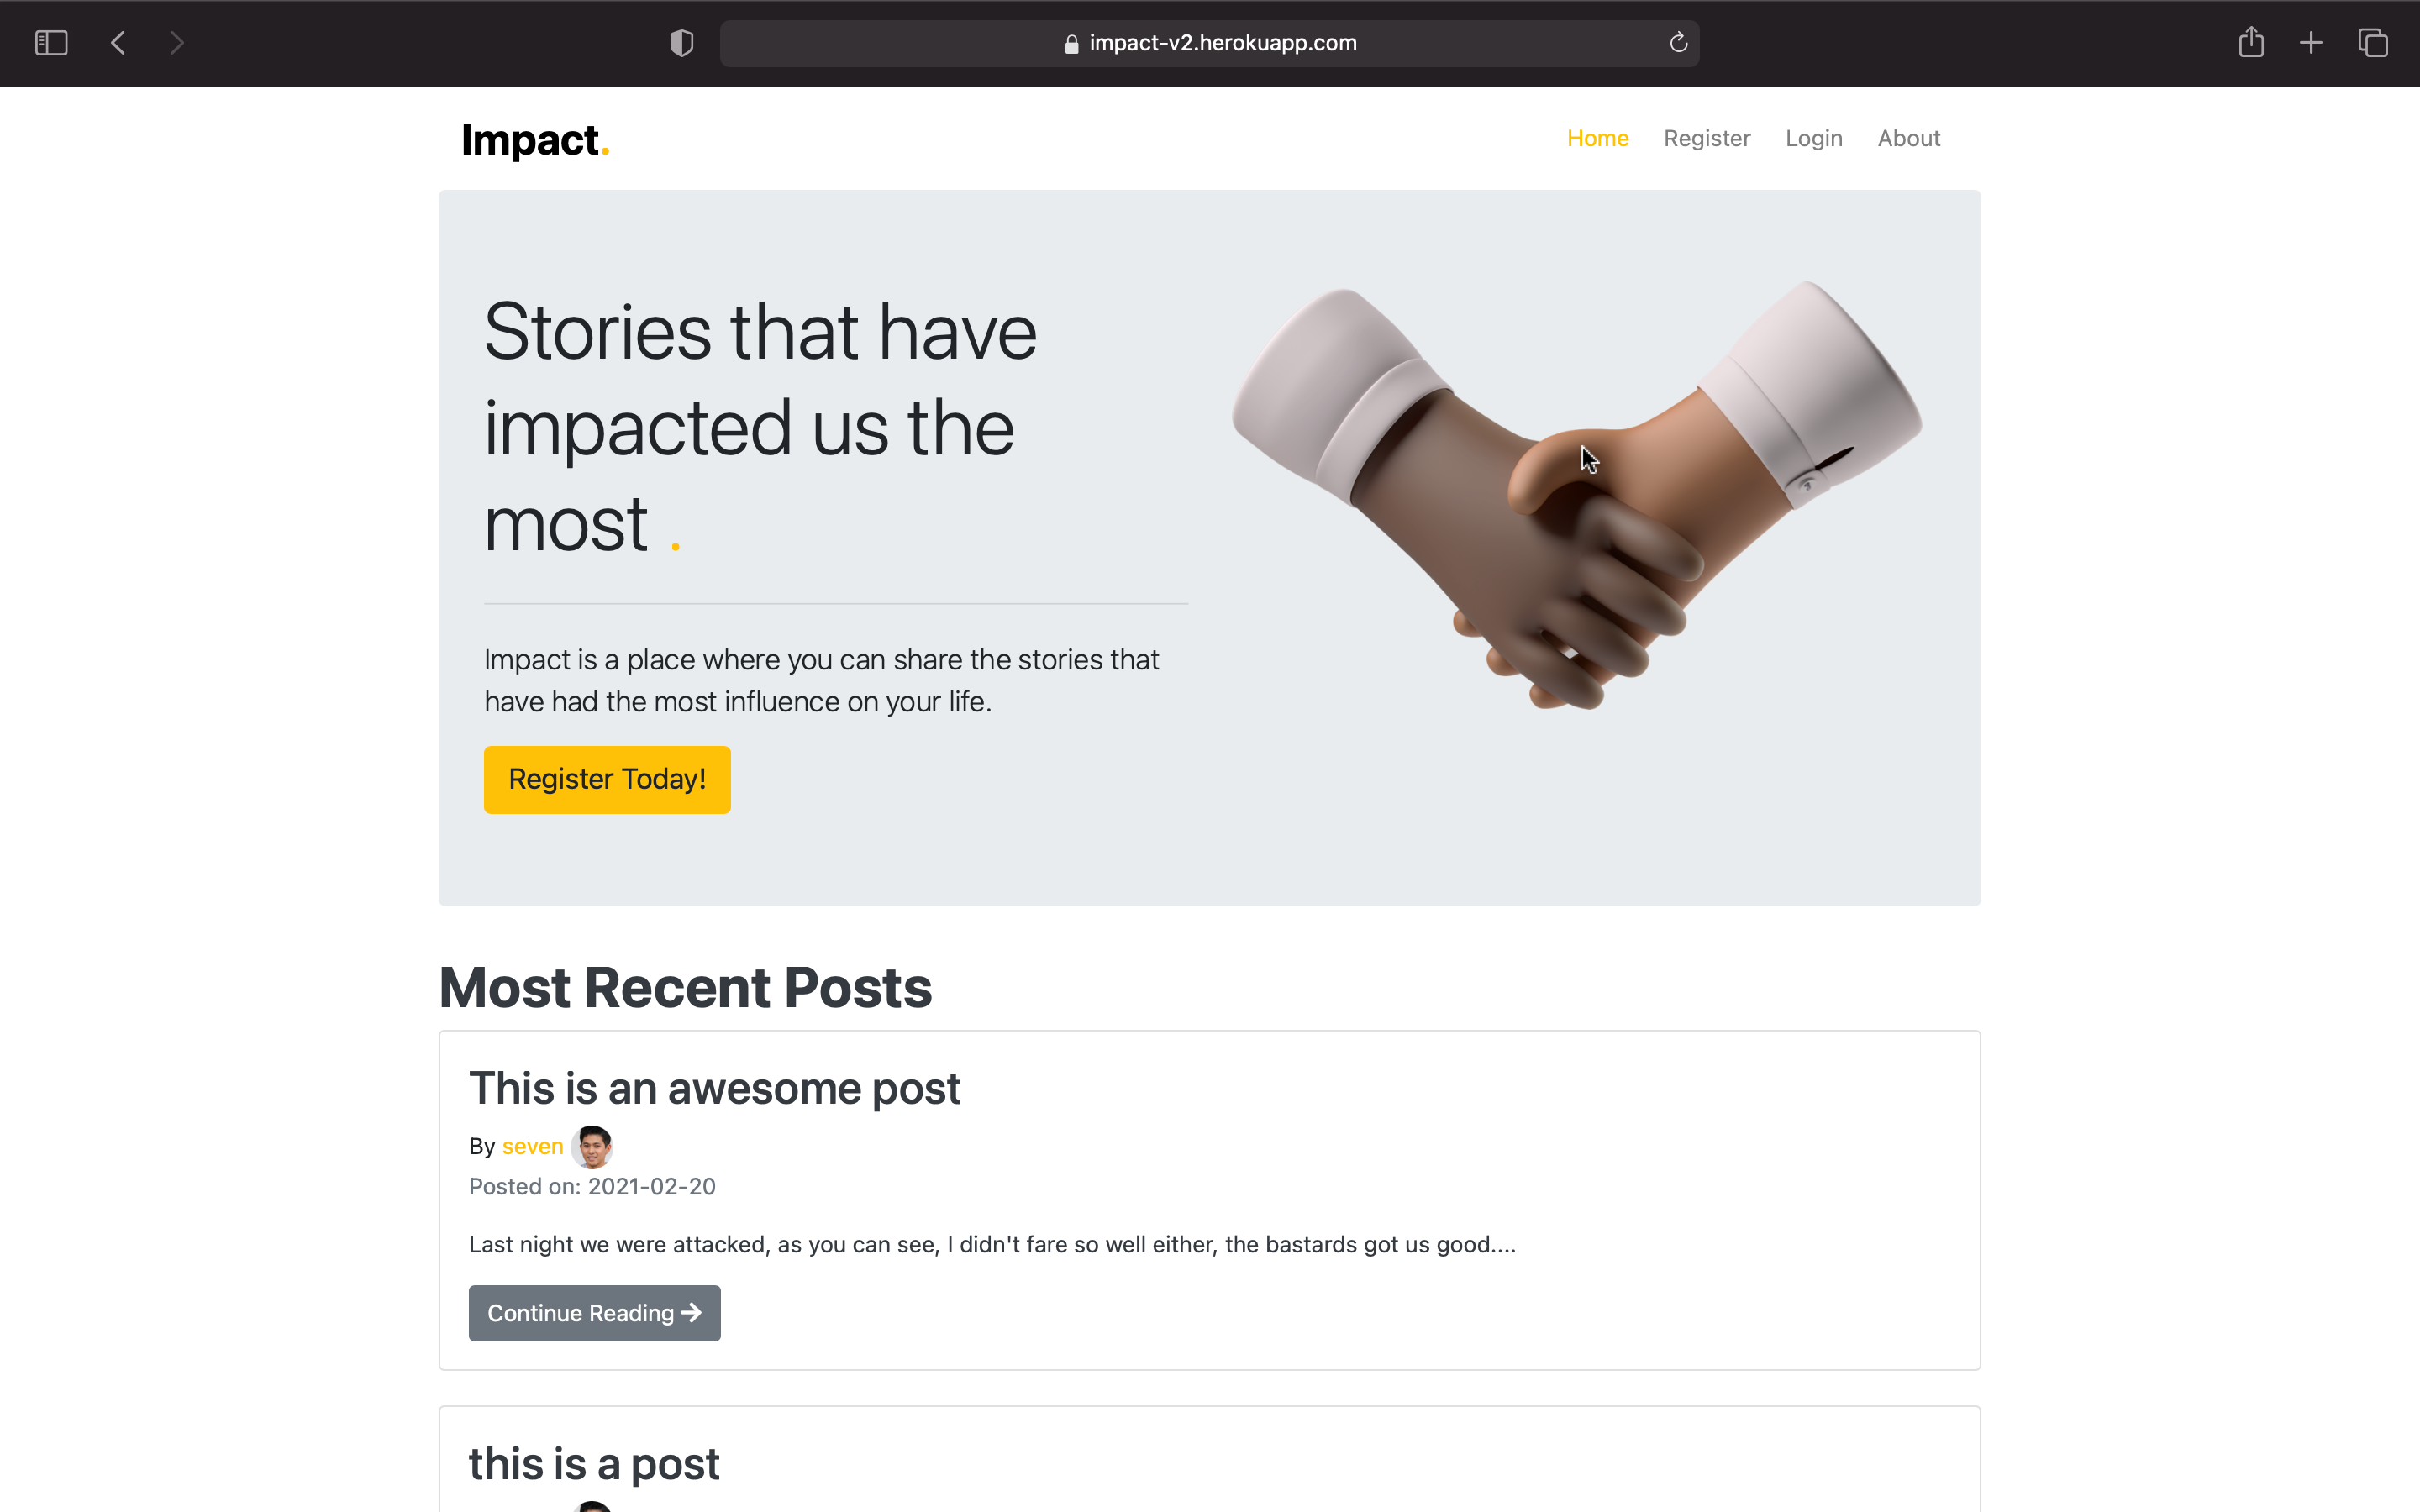 impact-v2.herokuapp.com
Impact.
Home Register Login About
Stories that have
impacted us the
most .
Impact is a place where you can share the stories that
have had the most influence on your life.
Register Today!
Most Recent Posts
This is an awesome post
By seven
Posted on: 2021-02-20
Last night we were attacked, as you can see, I didn't fare so well either, the bastards got us good....
Continue Reading →
this is a post